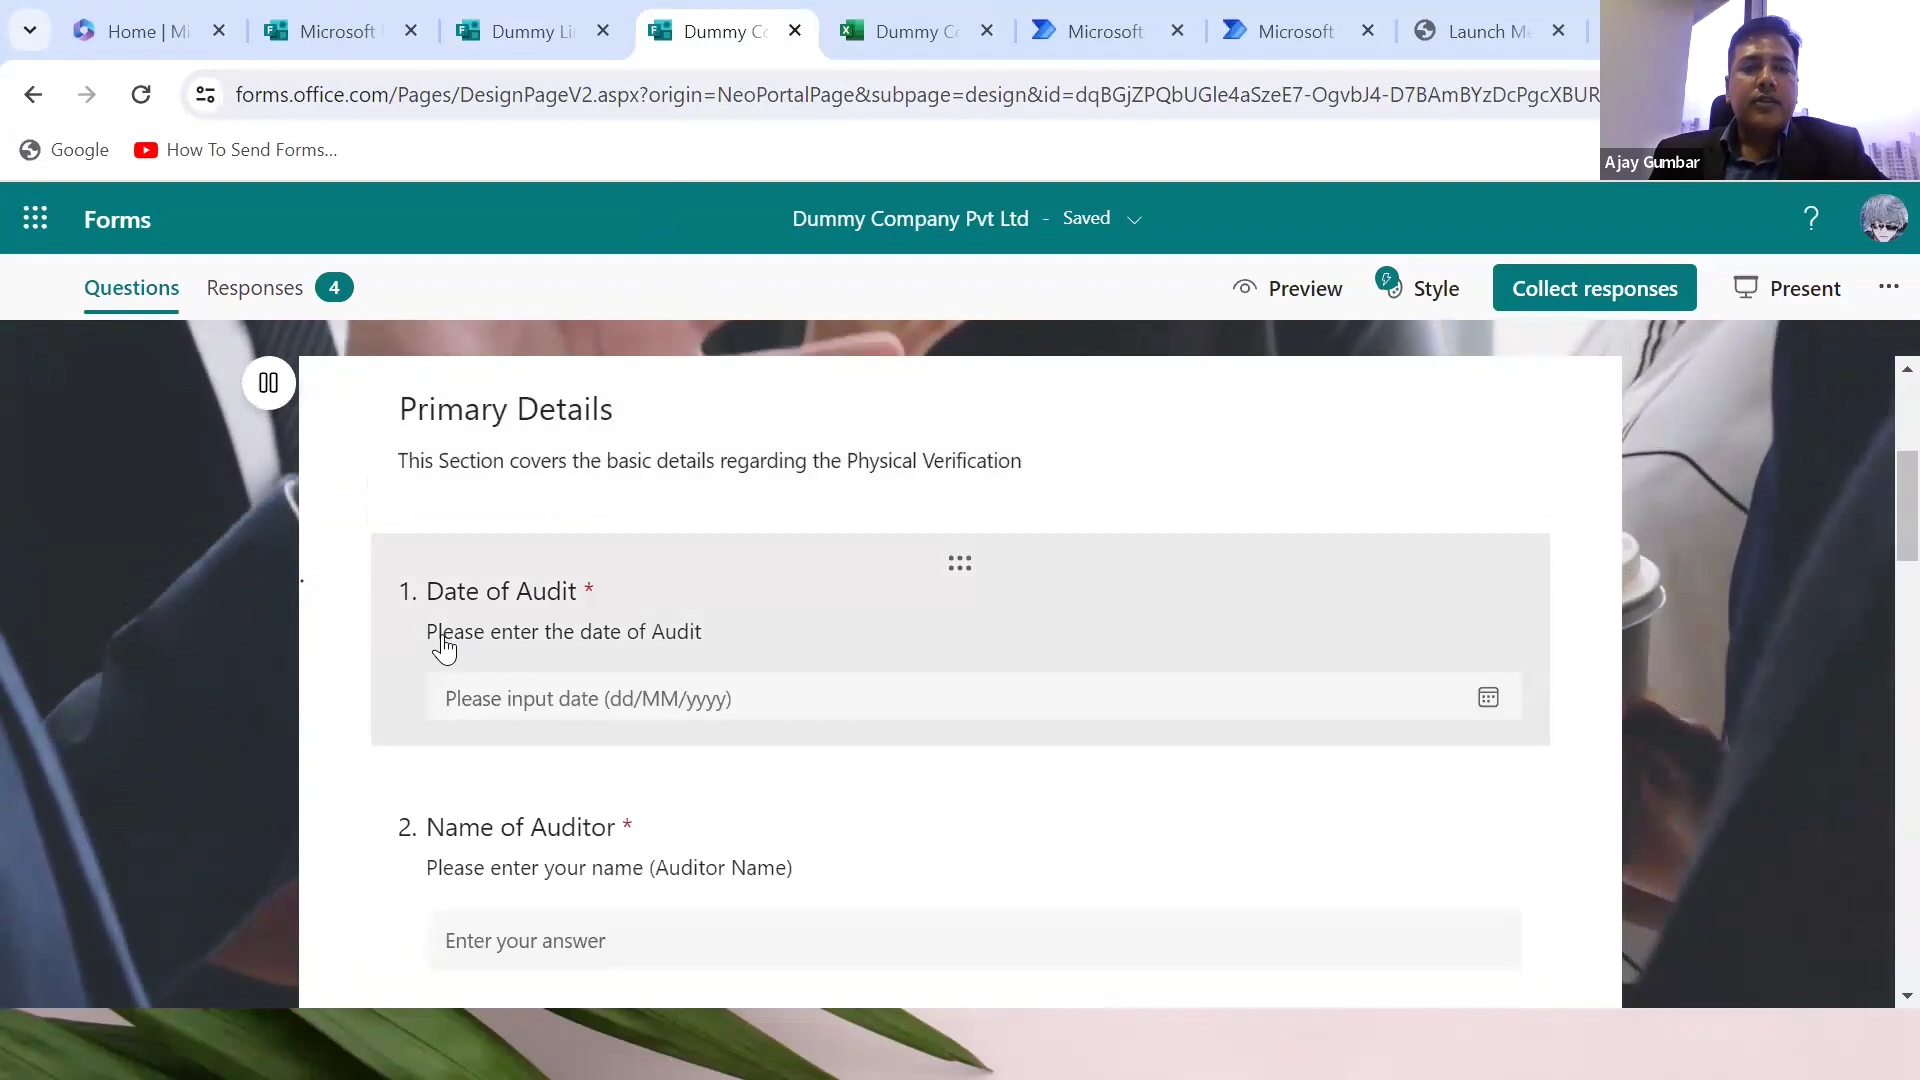 Home | Mi
Microsoft
Dummy Li
Dummy Co
Dummy Co
Microsoft
Microsoft
Launch Me
forms.office.com/Pages/DesignPageV2.aspx?origin=NeoPortalPage&subpage=design&id=dqBGjZPQbUGle4aSzeE7-OgvbJ4-D7BAmBYzDcPgcXBUR
Google
How To Send Forms...
Ajay Gumbar
Forms
Dummy Company Pvt Ltd - Saved
?
Questions
Responses 4
Preview
Style
Collect responses
Present
Primary Details
This Section covers the basic details regarding the Physical Verification
1. Date of Audit *
Please enter the date of Audit
Please input date (dd/MM/yyyy)
2. Name of Auditor *
Please enter your name (Auditor Name)
Enter your answer